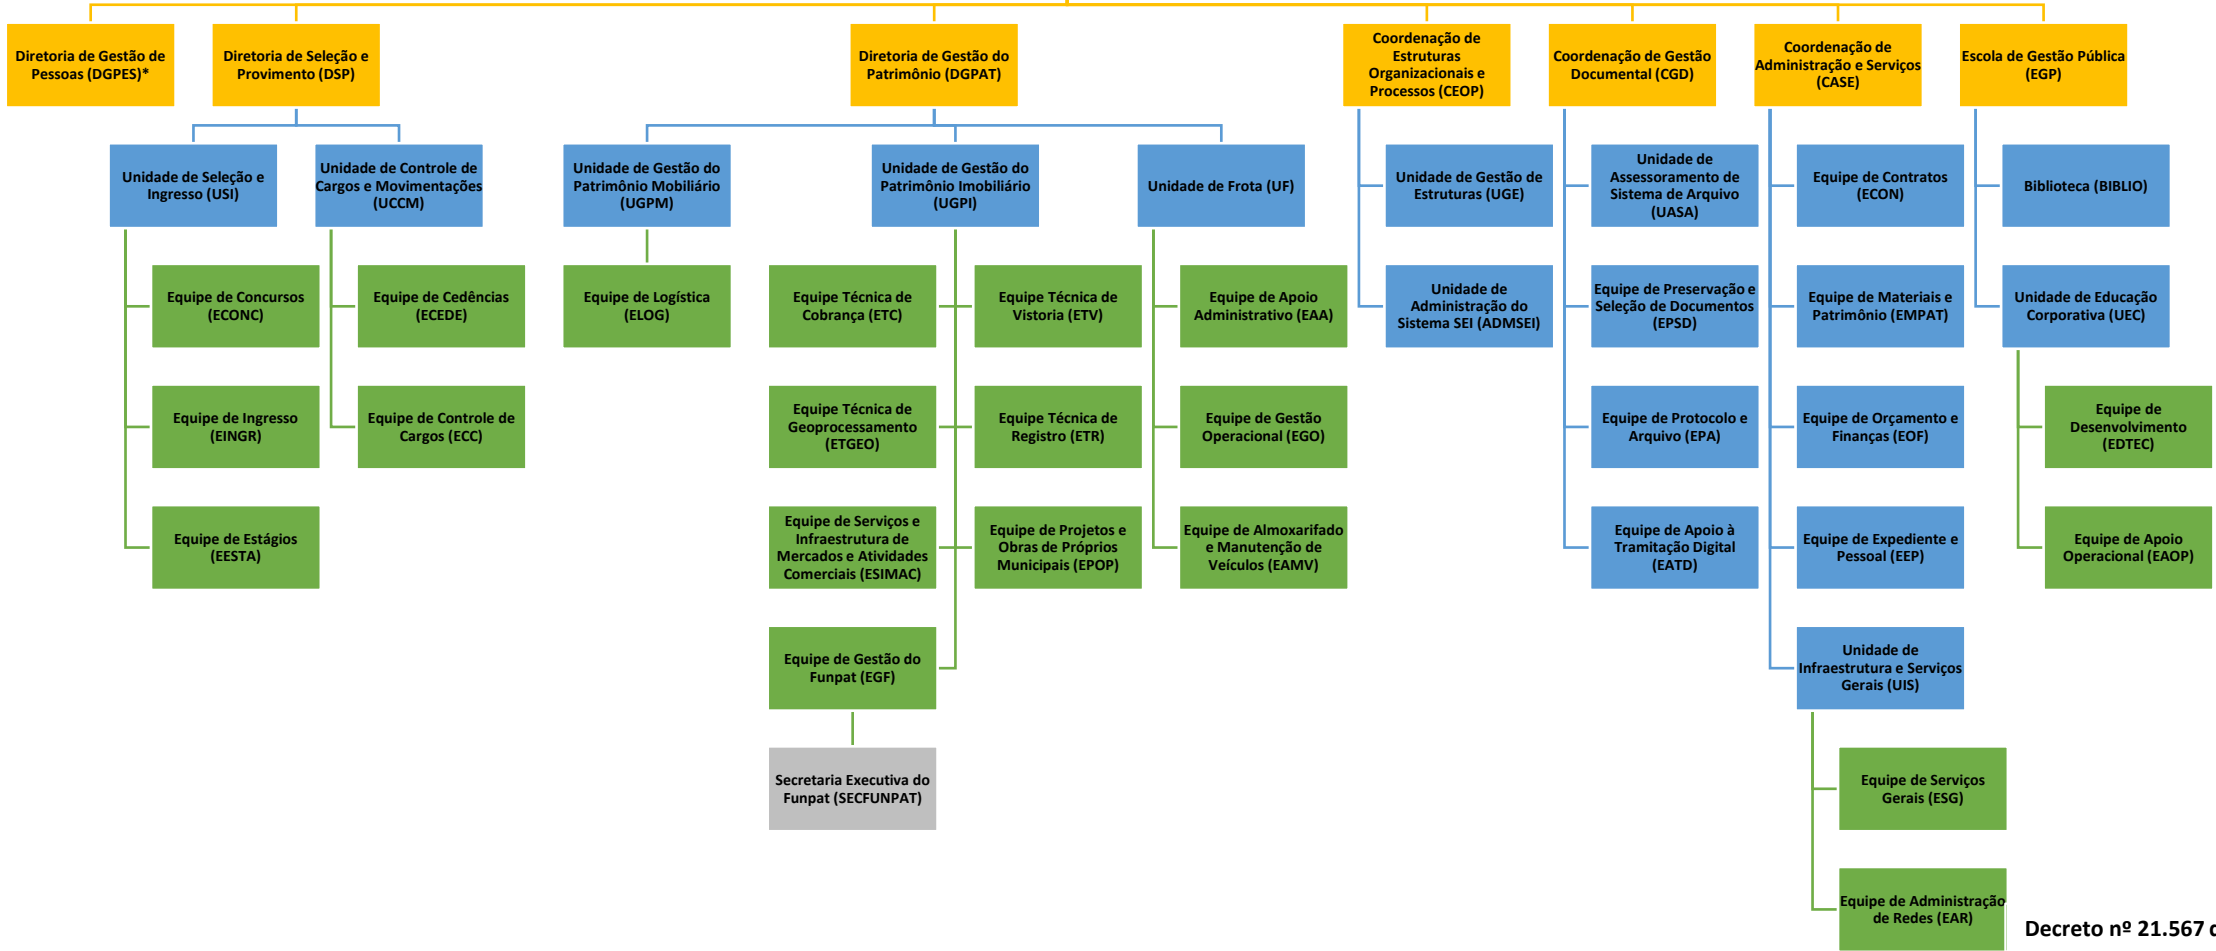 Diretoria de Gestão de
Pessoas (DGPES)*
Diretoria de Seleção e
Provimento (DSP)
Diretoria de Gestão do
Patrimônio (DGPAT)
Coordenação de
Estruturas
Organizacionais e
Processos (CEOP)
Coordenação de Gestão
Documental (CGD)
Coordenação de
Administração e Serviços
(CASE)
Escola de Gestão Pública
(EGP)
Unidade de Seleção e
Ingresso (USI)
Unidade de Controle de
Cargos e Movimentações
(UCCM)
Unidade de Gestão do
Patrimônio Mobiliário
(UGPM)
Unidade de Gestão do
Patrimônio Imobiliário
(UGPI)
Unidade de Frota (UF)
Unidade de Gestão de
Estruturas (UGE)
Unidade de
Assessoramento de
Sistema de Arquivo
(UASA)
Equipe de Contratos
(ECON)
Biblioteca (BIBLIO)
Equipe de Concursos
(ECONC)
Equipe de Cedências
(ECEDE)
Equipe de Logística
(ELOG)
Equipe Técnica de
Cobrança (ETC)
Equipe Técnica de
Vistoria (ETV)
Equipe de Apoio
Administrativo (EAA)
Unidade de
Administração do
Sistema SEI (ADMSEI)
Equipe de Preservação e
Seleção de Documentos
(EPSD)
Equipe de Materiais e
Patrimônio (EMPAT)
Unidade de Educação
Corporativa (UEC)
Equipe de Ingresso
(EINGR)
Equipe de Controle de
Cargos (ECC)
Equipe Técnica de
Geoprocessamento
(ETGEO)
Equipe Técnica de
Registro (ETR)
Equipe de Gestão
Operacional (EGO)
Equipe de Protocolo e
Arquivo (EPA)
Equipe de Orçamento e
Finanças (EOF)
Equipe de
Desenvolvimento
(EDTEC)
Equipe de Estágios
(EESTA)
Equipe de Serviços e
Infraestrutura de
Mercados e Atividades
Comerciais (ESIMAC)
Equipe de Projetos e
Obras de Próprios
Municipais (EPOP)
Equipe de Almoxarifado
e Manutenção de
Veículos (EAMV)
Equipe de Apoio à
Tramitação Digital
(EATD)
Equipe de Expediente e
Pessoal (EEP)
Equipe de Apoio
Operacional (EAOP)
Equipe de Gestão do
Funpat (EGF)
Unidade de
Infraestrutura e Serviços
Gerais (UIS)
Secretaria Executiva do
Funpat (SECFUNPAT)
Equipe de Serviços
Gerais (ESG)
Equipe de Administração
de Redes (EAR)
Decreto nº 21.567